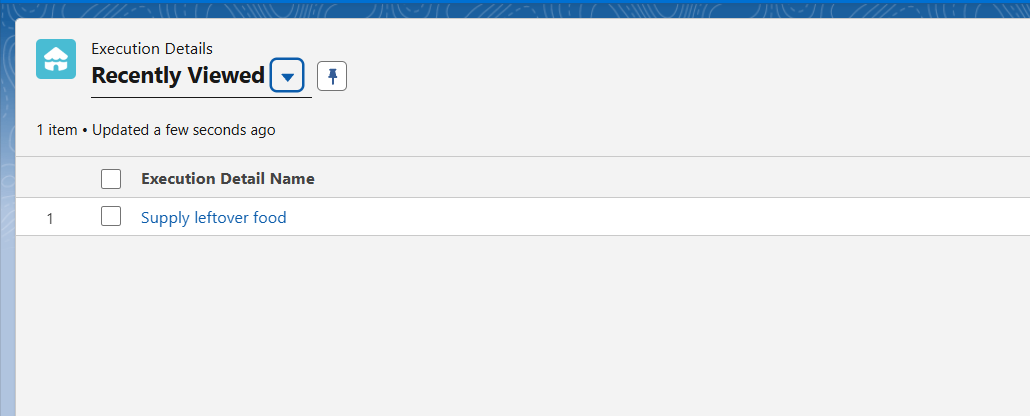 Execution Details
Recently Viewed
1 item • Updated a few seconds ago
Execution Detail Name
1 Supply leftover food